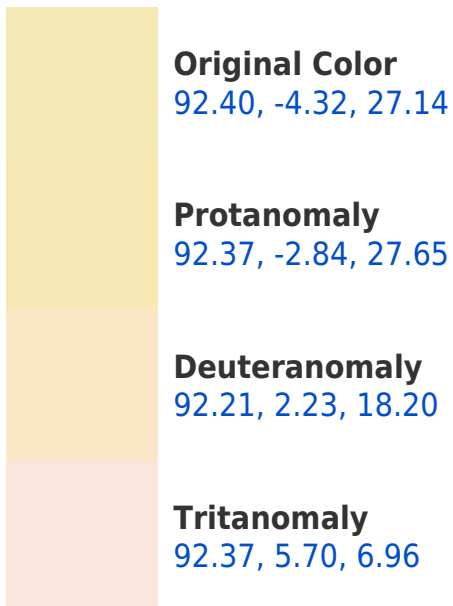 Original Color
92.40, -4.32, 27.14
Protanomaly
92.37, -2.84, 27.65
Deuteranomaly
92.21, 2.23, 18.20
Tritanomaly
92.37, 5.70, 6.96